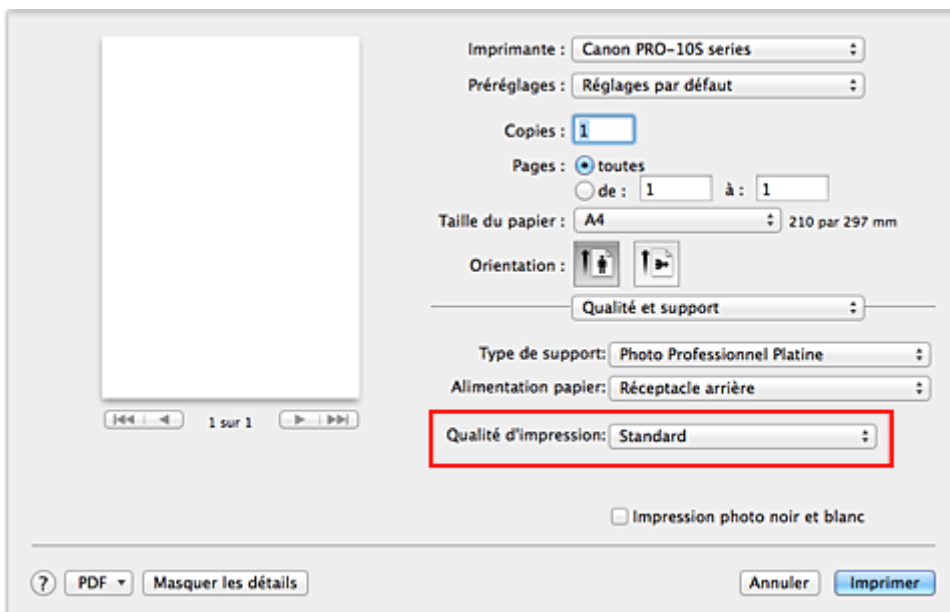 Imprimante : Canon PRO-10S series
Préréglages : Réglages par défaut
Copies : 1
Pages : toutes
de : 1 à : 1
Taille du papier : A4 210 par 297 mm
Orientation :
Qualité et support
Type de support: Photo Professionnel Platine
Alimentation papier: Réceptacle arrière
1 sur 1
Qualité d'impression: Standard
Impression photo noir et blanc
? PDF Masquer les détails Annuler Imprimer